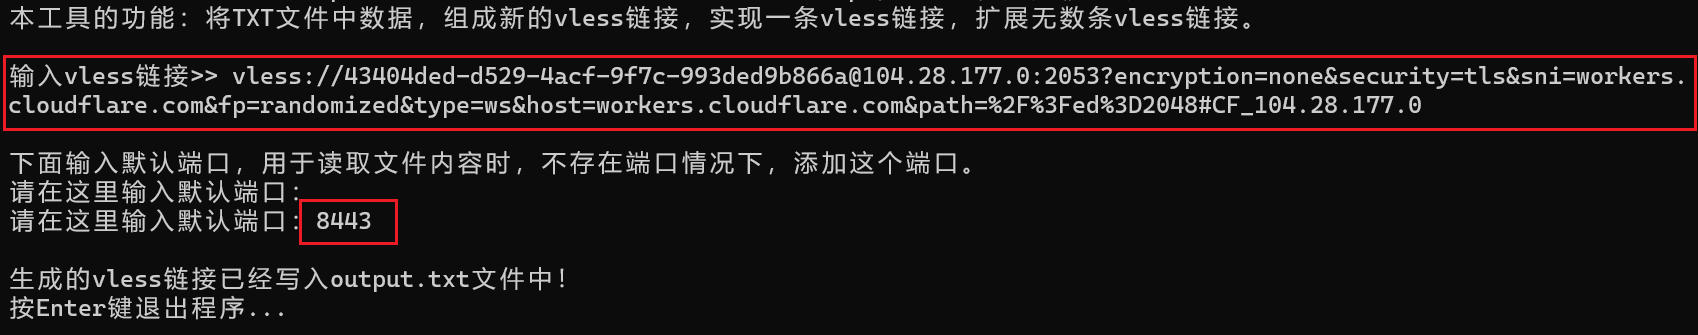 本工具的功能：将TXT文件中数据，组成新的vless链接，实现一条vless链接，扩展无数条vless链接。
输入vless链接>> vless://43404ded-d529-4acf-9f7c-993ded9b866a@104.28.177.0:2053?encryption=none&security=tls&sni=workers.
cloudflare.com&fp=randomized&type=ws&host=workers.cloudflare.com&path=%2F%3Fed%3D2048#CF_104.28.177.0
下面输入默认端口，用于读取文件内容时，不存在端口情况下，添加这个端口。
请在这里输入默认端口：
请在这里输入默认端口：8443
生成的vless链接已经写入output.txt文件中！
按Enter键退出程序...